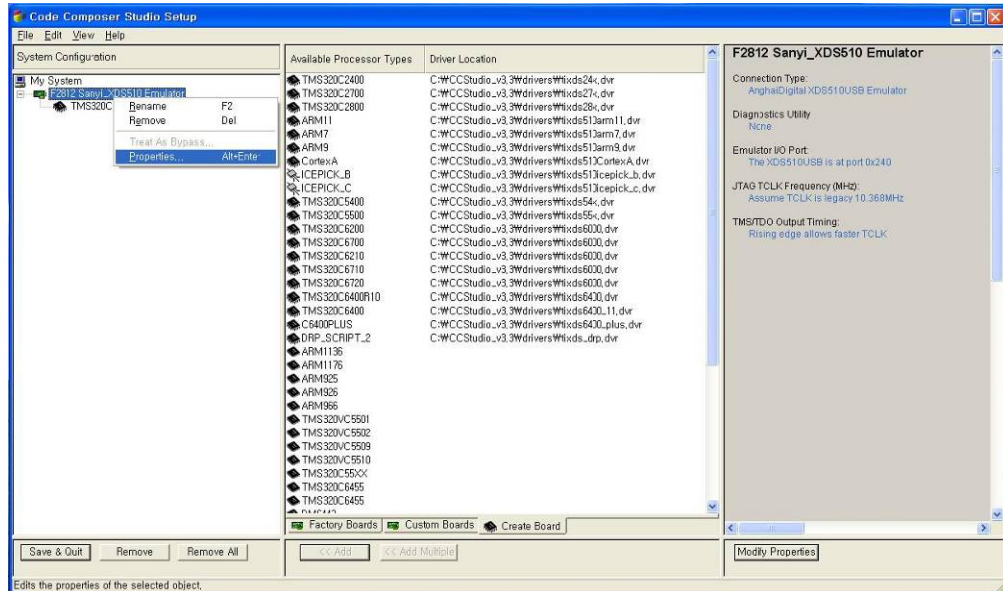 Code Composer Studio Setup
File Edit View Help
System Configuration
My System
F2812 Sanyi_XDS510 Emulator
TMS320C
Rename F2
Remove Del
Treat As Bypass...
Properties... Alt+Enter
Save & Quit Remove Remove All
Available Processor Types Driver Location
TMS320C2400 C:₩CCStudio_v3.3₩drivers₩tixds24x.dvr
TMS320C2700 C:₩CCStudio_v3.3₩drivers₩tixds27x.dvr
TMS320C2800 C:₩CCStudio_v3.3₩drivers₩tixds28x.dvr
ARM11 C:₩CCStudio_v3.3₩drivers₩tixds510arm11.dvr
ARM7 C:₩CCStudio_v3.3₩drivers₩tixds510arm7.dvr
ARM9 C:₩CCStudio_v3.3₩drivers₩tixds510arm9.dvr
CortexA C:₩CCStudio_v3.3₩drivers₩tixds510CortexA.dvr
ICEPICK_B C:₩CCStudio_v3.3₩drivers₩tixds510icepick_b.dvr
ICEPICK_C C:₩CCStudio_v3.3₩drivers₩tixds510icepick_c.dvr
TMS320C5400 C:₩CCStudio_v3.3₩drivers₩tixds54x.dvr
TMS320C5500 C:₩CCStudio_v3.3₩drivers₩tixds55x.dvr
TMS320C6200 C:₩CCStudio_v3.3₩drivers₩tixds6000.dvr
TMS320C6700 C:₩CCStudio_v3.3₩drivers₩tixds6000.dvr
TMS320C6210 C:₩CCStudio_v3.3₩drivers₩tixds6000.dvr
TMS320C6710 C:₩CCStudio_v3.3₩drivers₩tixds6000.dvr
TMS320C6720 C:₩CCStudio_v3.3₩drivers₩tixds6000.dvr
TMS320C6400R10 C:₩CCStudio_v3.3₩drivers₩tixds6400.dvr
TMS320C6400 C:₩CCStudio_v3.3₩drivers₩tixds6400_11.dvr
C6400PLUS C:₩CCStudio_v3.3₩drivers₩tixds6400_plus.dvr
DRP_SCRIPT_2 C:₩CCStudio_v3.3₩drivers₩tixds_drp.dvr
ARM1136
ARM1176
ARM925
ARM926
ARM966
TMS320VC5501
TMS320VC5502
TMS320VC5509
TMS320VC5510
TMS320C55XX
TMS320C6455
TMS320C6455
Factory Boards Custom Boards Create Board
<< Add << Add Multiple
F2812 Sanyi_XDS510 Emulator
Connection Type:
AnghaiDigital XDS510USB Emulator
Diagnostics Utility
None
Emulator I/O Port:
The XDS510USB is at port 0x240
JTAG TCLK Frequency (MHz):
Assume TCLK is legacy 10.368MHz
TMS/TDO Output Timing:
Rising edge allows faster TCLK
Modify Properties
Edits the properties of the selected object.